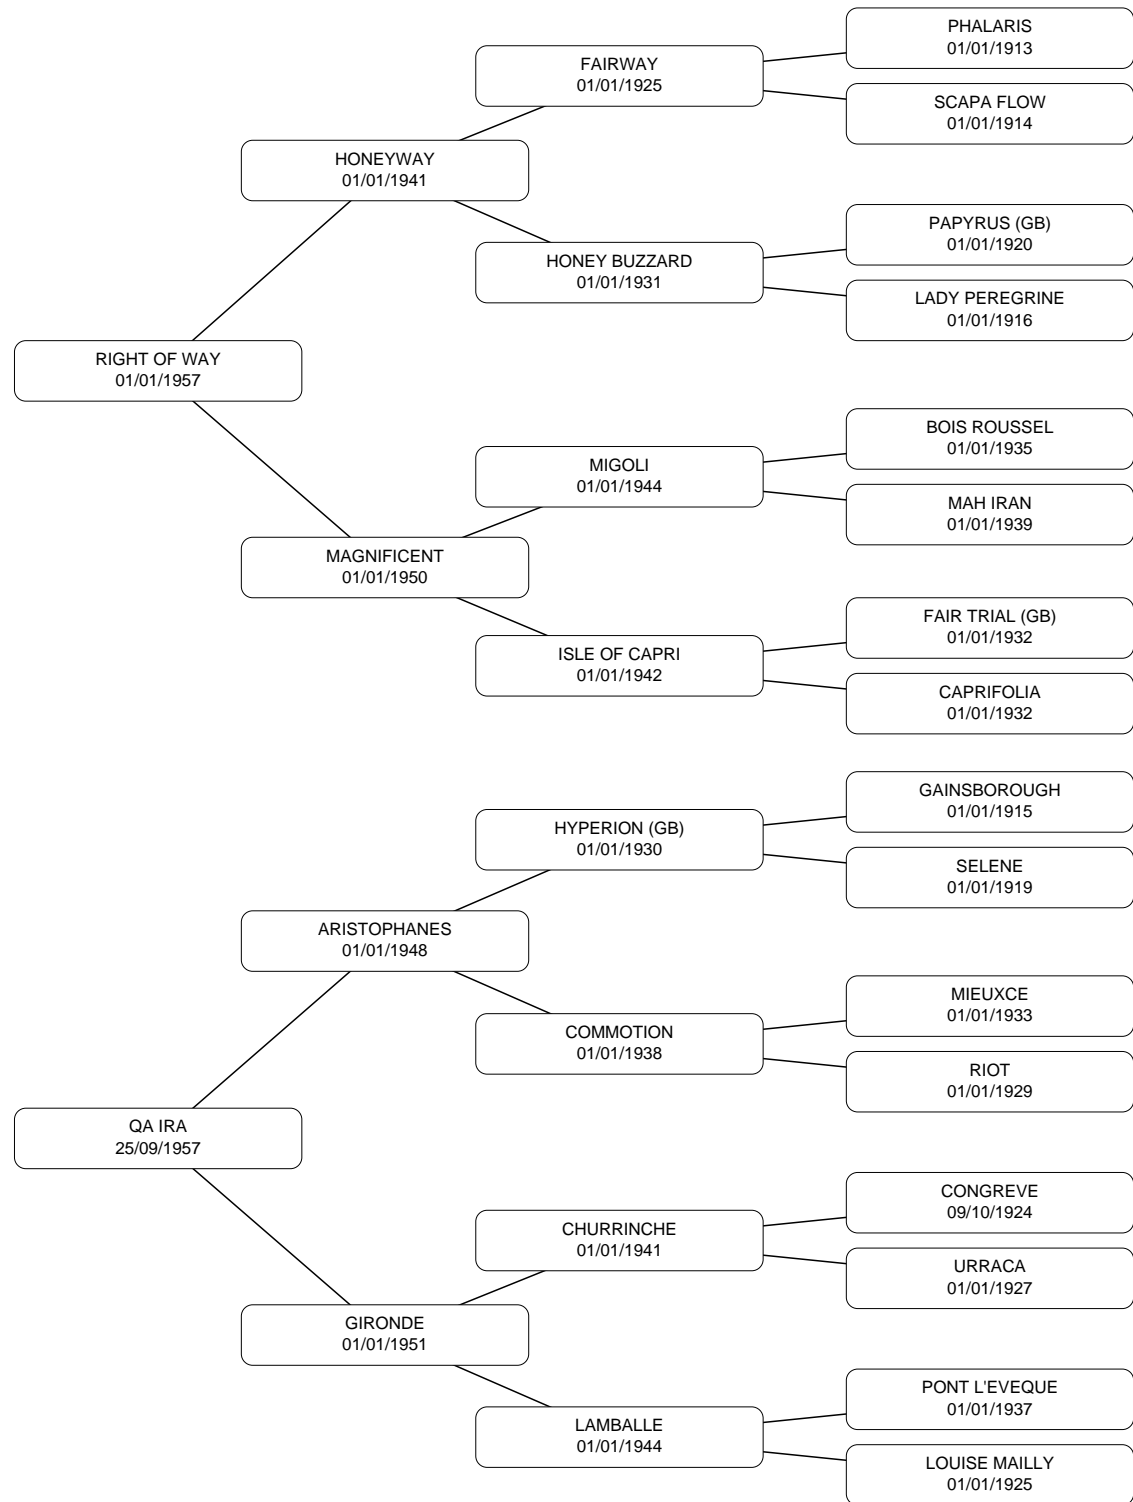 PHALARIS
01/01/1913
FAIRWAY
01/01/1925
SCAPA FLOW
01/01/1914
HONEYWAY
01/01/1941
PAPYRUS (GB)
01/01/1920
HONEY BUZZARD
01/01/1931
LADY PEREGRINE
01/01/1916
RIGHT OF WAY
01/01/1957
BOIS ROUSSEL
01/01/1935
MIGOLI
01/01/1944
MAH IRAN
01/01/1939
MAGNIFICENT
01/01/1950
FAIR TRIAL (GB)
01/01/1932
ISLE OF CAPRI
01/01/1942
CAPRIFOLIA
01/01/1932
GAINSBOROUGH
01/01/1915
HYPERION (GB)
01/01/1930
SELENE
01/01/1919
ARISTOPHANES
01/01/1948
MIEUXCE
01/01/1933
COMMOTION
01/01/1938
RIOT
01/01/1929
QA IRA
25/09/1957
CONGREVE
09/10/1924
CHURRINCHE
01/01/1941
URRACA
01/01/1927
GIRONDE
01/01/1951
PONT L'EVEQUE
01/01/1937
LAMBALLE
01/01/1944
LOUISE MAILLY
01/01/1925